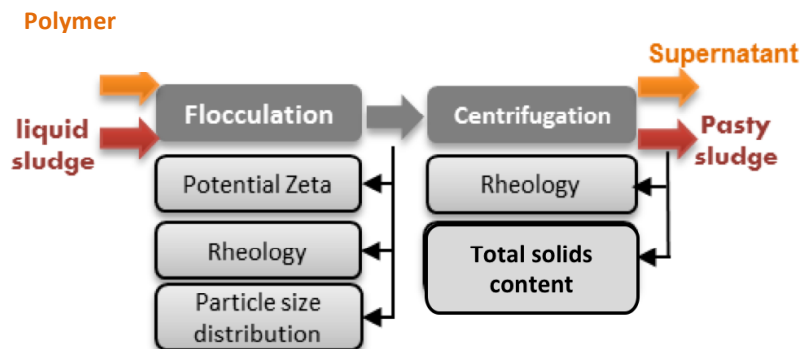 Polymer
Supernatant
Flocculation
Centrifugation
liquid
sludge
Pasty
sludge
Potential Zeta
Rheology
Rheology
Total solids
content
Particle size
distribution